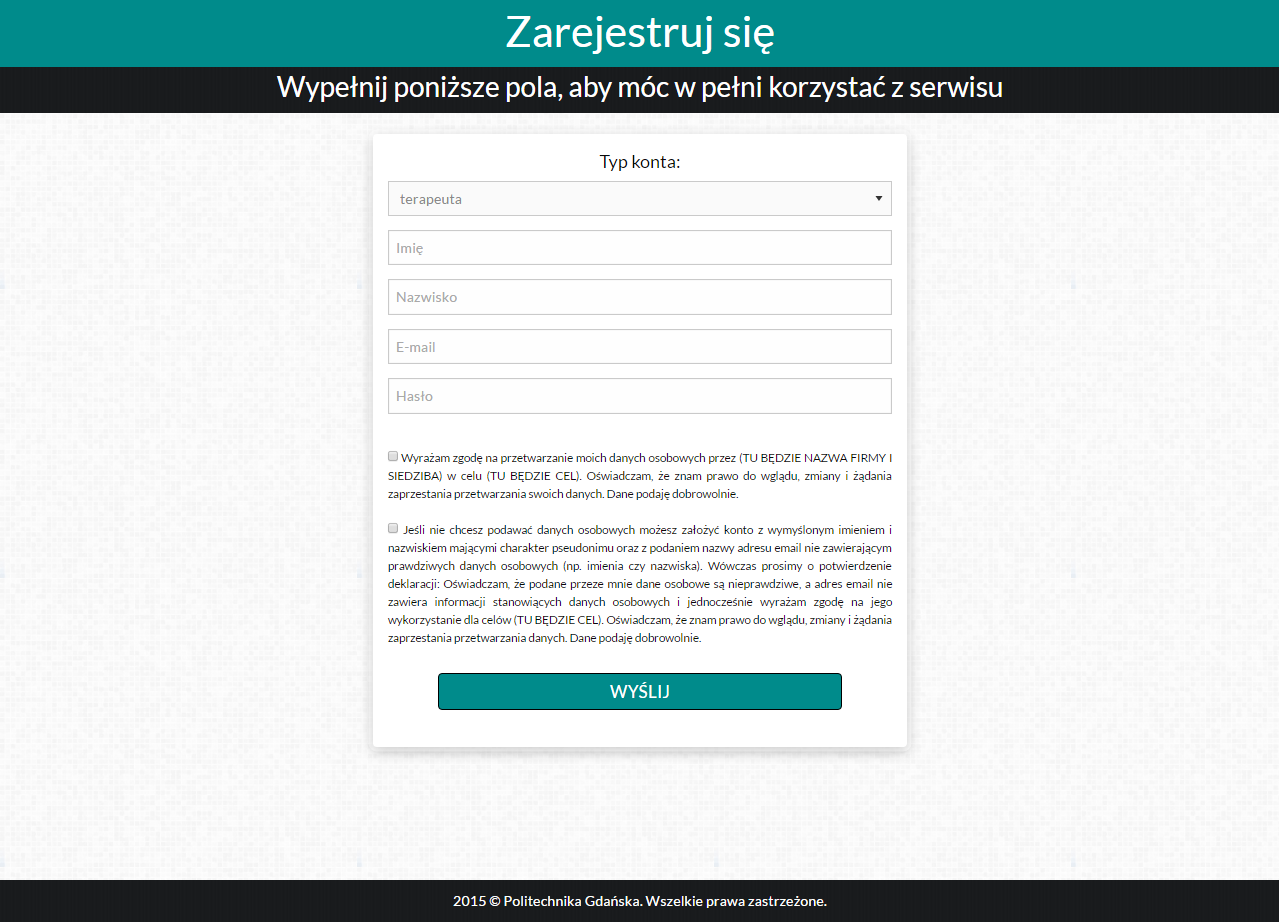 Zarejestruj się
Wypełnij poniższe pola, aby móc w pełni korzystać z serwisu
Typ konta:
terapeuta
Imię
Nazwisko
E-mail
Hasło
Wyrażam zgodę na przetwarzanie moich danych osobowych przez (TU BĘDZIE NAZWA FIRMY I
SIEDZIBA) w celu (TU BĘDZIE CEL). Oświadczam, że znam prawo do wglądu, zmiany i żądania
zaprzestania przetwarzania swoich danych. Dane podaję dobrowolnie.
Jeśli nie chcesz podawać danych osobowych możesz założyć konto z wymyślonym imieniem i
nazwiskiem mającymi charakter pseudonimu oraz z podaniem nazwy adresu email nie zawierającym
prawdziwych danych osobowych (np. imienia czy nazwiska). Wówczas prosimy o potwierdzenie
deklaracji: Oświadczam, że podane przeze mnie dane osobowe są nieprawdziwe, a adres email nie
zawiera informacji stanowiących danych osobowych i jednocześnie wyrażam zgodę na jego
wykorzystanie dla celów (TU BĘDZIE CEL). Oświadczam, że znam prawo do wglądu, zmiany i żądania
zaprzestania przetwarzania danych. Dane podaję dobrowolnie.
WYŚLIJ
2015 © Politechnika Gdańska. Wszelkie prawa zastrzeżone.